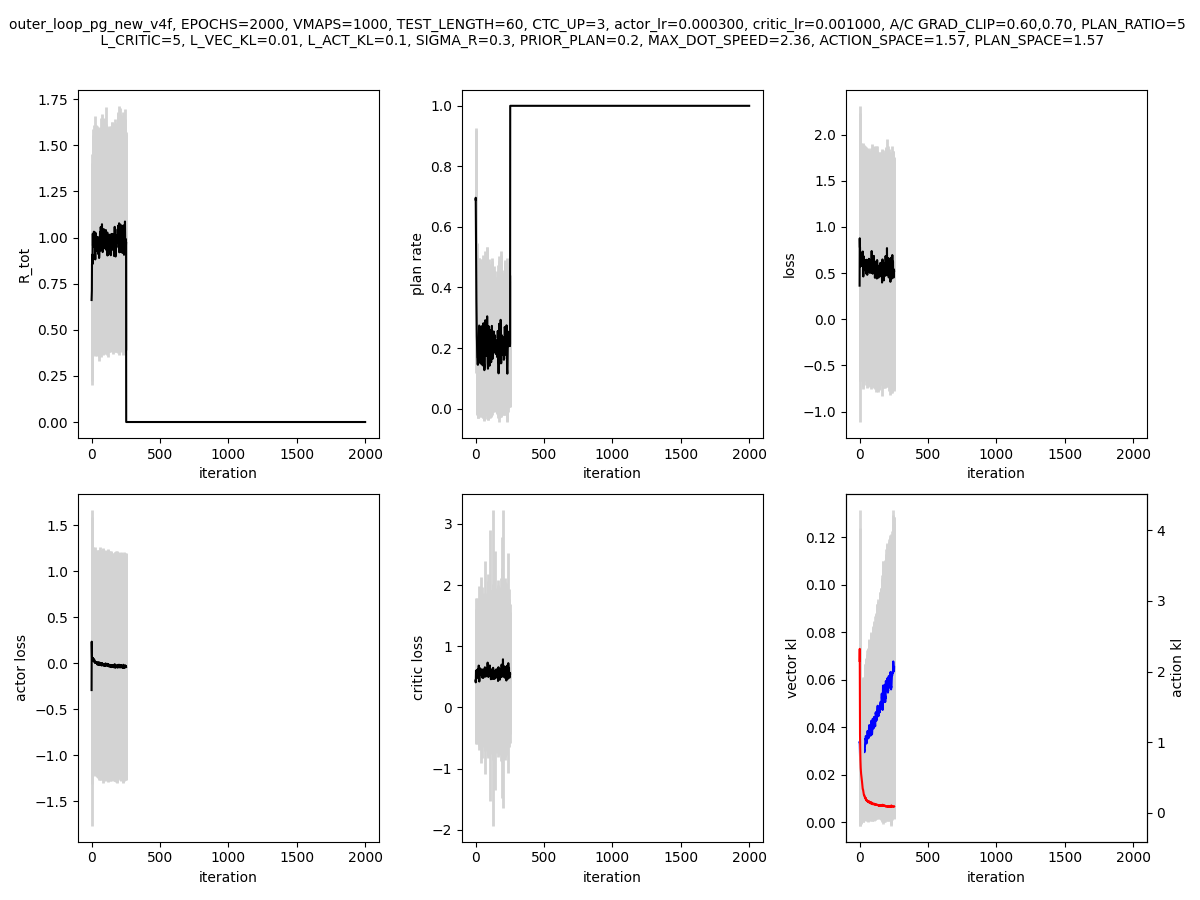 outer_loop_pg_new_v4f, EPOCHS=2000, VMAPS=1000, TEST_LENGTH=60, CTC_UP=3, actor_lr=0.000300, critic_lr=0.001000, A/C GRAD_CLIP=0.60,0.70, PLAN_RATIO=5
L_CRITIC=5, L_VEC_KL=0.01, L_ACT_KL=0.1, SIGMA_R=0.3, PRIOR_PLAN=0.2, MAX_DOT_SPEED=2.36, ACTION_SPACE=1.57, PLAN_SPACE=1.57
R_tot
1.75
1.50
1.25
1.00
0.75
0.50
0.25
0.00
0 500 1000 1500 2000
iteration
plan rate
1.0
0.8
0.6
0.4
0.2
0.0
0 500 1000 1500 2000
iteration
loss
2.0
1.5
1.0
0.5
0.0
−0.5
−1.0
0 500 1000 1500 2000
iteration
actor loss
1.5
1.0
0.5
0.0
−0.5
−1.0
−1.5
0 500 1000 1500 2000
iteration
critic loss
3
2
1
0
−1
−2
0 500 1000 1500 2000
iteration
vector kl
0.12
0.10
0.08
0.06
0.04
0.02
0.00
0 500 1000 1500 2000
iteration
4
3
2
1
0
action kl